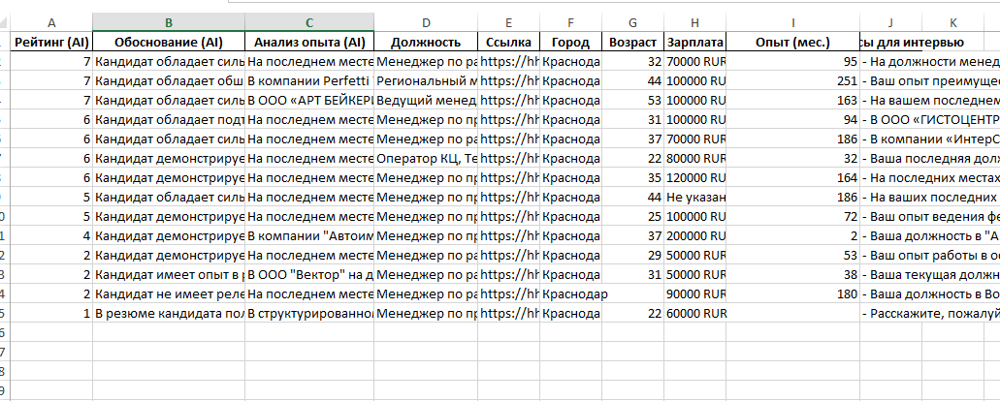 A B C D E F G H I J K
Рейтинг (AI) Обоснование (AI) Анализ опыта (AI) Должность Ссылка Город Возраст Зарплата Опыт (мес.) сы для интервью
7 Кандидат обладает силь На последнем месте Менеджер по ра https://hh Краснода 32 70000 RUR 95 - На должности менед
7 Кандидат обладает общ В компании Perfetti Региональный м https://hh Краснода 44 100000 RU 251 - Ваш опыт преимущес
7 Кандидат обладает силь В ООО «АРТ БЕЙКЕРИ Ведущий менед https://hh Краснода 53 100000 RU 163 - На вашем последнем
6 Кандидат обладает подт На последнем месте Менеджер по пр https://hh Краснода 31 100000 RU 94 - В ООО «ГИСТОЦЕНТР
6 Кандидат обладает силь На последнем месте Менеджер по ра https://hh Краснода 37 70000 RUR 186 - В компании «ИнтерС
6 Кандидат демонстрируе На последнем месте Оператор КЦ, Те https://hh Краснода 22 80000 RUR 32 - Ваша последняя долж
6 Кандидат демонстрируе На последнем месте Менеджер по пр https://hh Краснода 35 120000 RU 164 - На последних местах
5 Кандидат обладает силь На последнем месте Менеджер по пр https://hh Краснода 44 Не указан 186 - На ваших последних
5 Кандидат демонстрируе На последнем месте Менеджер по пр https://hh Краснода 25 100000 RU 72 - Ваш опыт ведения фе
4 Кандидат демонстрируе В компании "Автоим Менеджер по пр https://hh Краснода 37 200000 RU 2 - Ваша должность в "А
2 Кандидат демонстрируе На последнем месте Менеджер по ра https://hh Краснода 29 50000 RUR 53 - Ваш опыт работы в ос
2 Кандидат имеет опыт в р В ООО "Вектор" на д Менеджер по ра https://hh Краснода 31 50000 RUR 38 - Ваша текущая должн
2 Кандидат не имеет реле На последнем месте Менеджер по ра https://hh Краснодар 90000 RUR 180 - Ваша должность в Во
1 В резюме кандидата пол В структурированно Менеджер по пр https://hh Краснода 22 60000 RUR - Расскажите, пожалуй